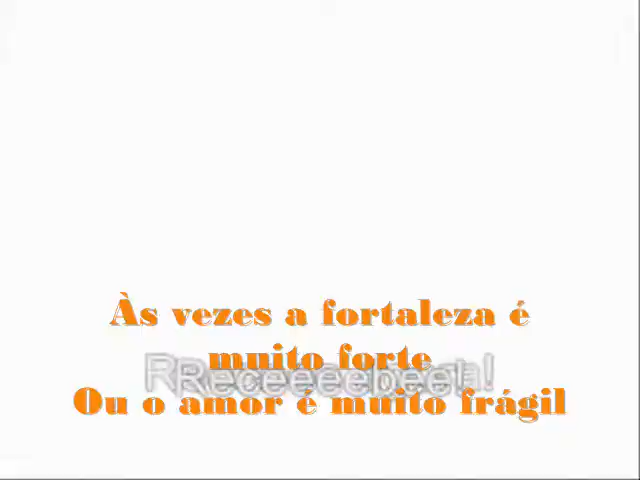 Às vezes a fortaleza é
muito forte
Ou o amor é muito frágil